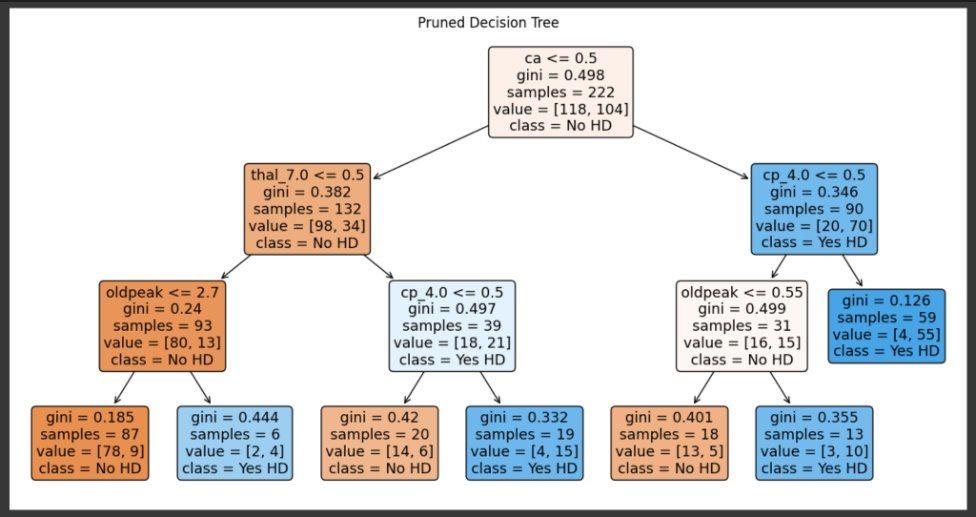 Pruned Decision Tree
ca <= 0.5
gini = 0.498
samples = 222
value = [118, 104]
class = No HD
thal_7.0 <= 0.5
gini = 0.382
samples = 132
value = [98, 34]
class = No HD
cp_4.0 <= 0.5
gini = 0.346
samples = 90
value = [20, 70]
class = Yes HD
oldpeak <= 2.7
gini = 0.24
samples = 93
value = [80, 13]
class = No HD
cp_4.0 <= 0.5
gini = 0.497
samples = 39
value = [18, 21]
class = Yes HD
oldpeak <= 0.55
gini = 0.499
samples = 31
value = [16, 15]
class = No HD
gini = 0.126
samples = 59
value = [4, 55]
class = Yes HD
gini = 0.185
samples = 87
value = [78, 9]
class = No HD
gini = 0.444
samples = 6
value = [2, 4]
class = Yes HD
gini = 0.42
samples = 20
value = [14, 6]
class = No HD
gini = 0.332
samples = 19
value = [4, 15]
class = Yes HD
gini = 0.401
samples = 18
value = [13, 5]
class = No HD
gini = 0.355
samples = 13
value = [3, 10]
class = Yes HD